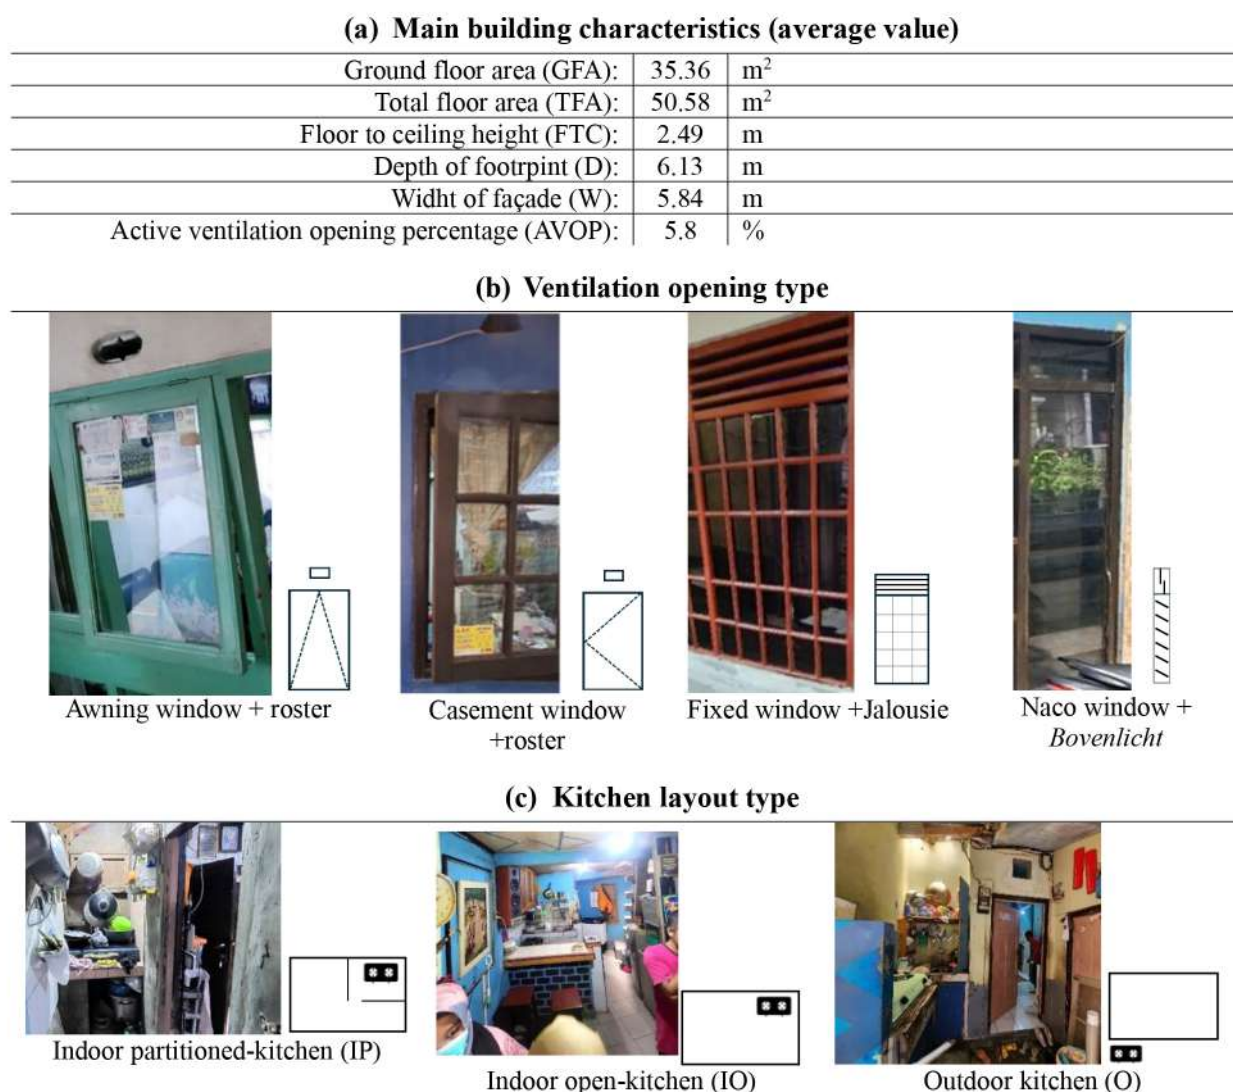 (a) Main building characteristics (average value)
Ground floor area (GFA): 35.36 m²
Total floor area (TFA): 50.58 m²
Floor to ceiling height (FTC): 2.49 m
Depth of footrpint (D): 6.13 m
Widht of façade (W): 5.84 m
Active ventilation opening percentage (AVOP): 5.8 %
(b) Ventilation opening type
Awning window + roster
Casement window
+roster
Fixed window +Jalousie
Naco window +
Bovenlicht
(c) Kitchen layout type
Indoor partitioned-kitchen (IP)
Indoor open-kitchen (IO)
Outdoor kitchen (O)